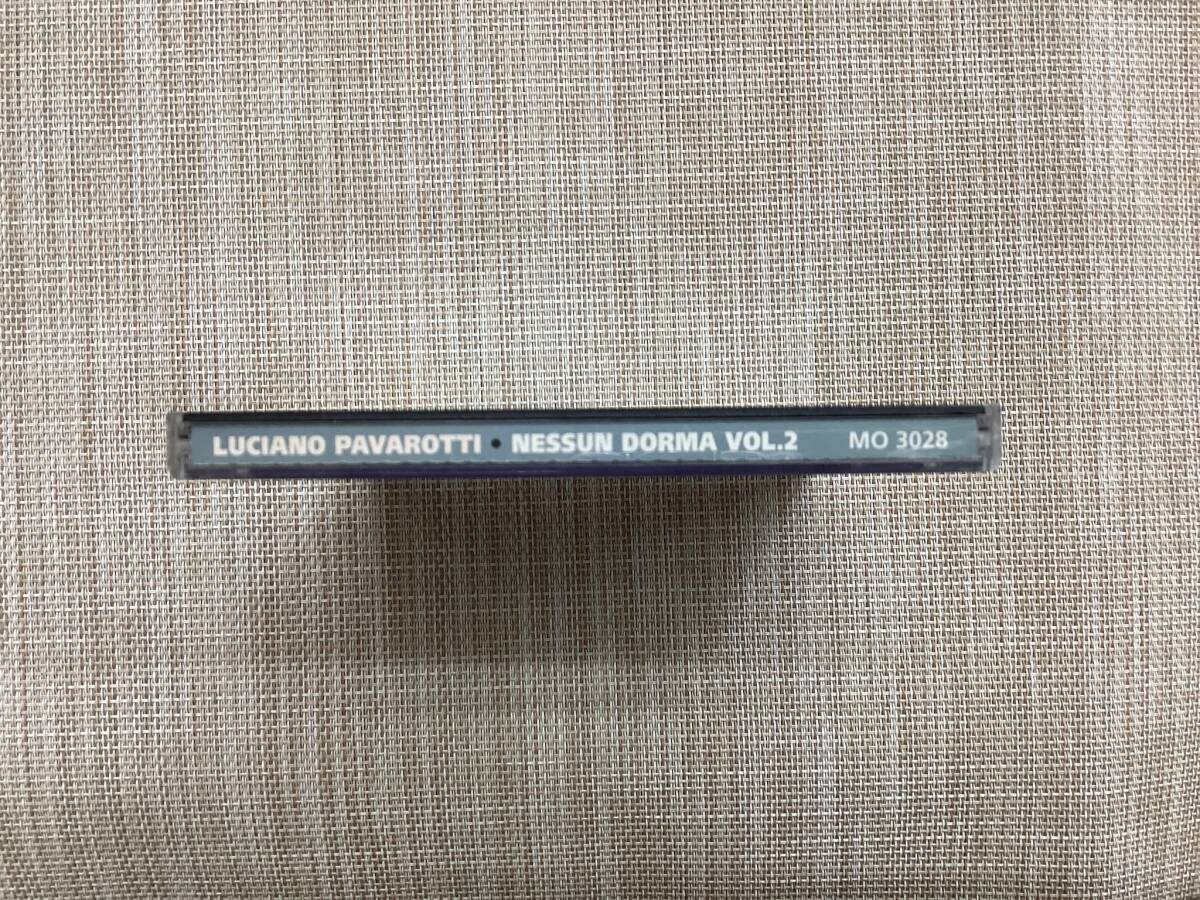 LUCIANO PAVAROTTI • NESSUN DORMA VOL.2 MO 3028